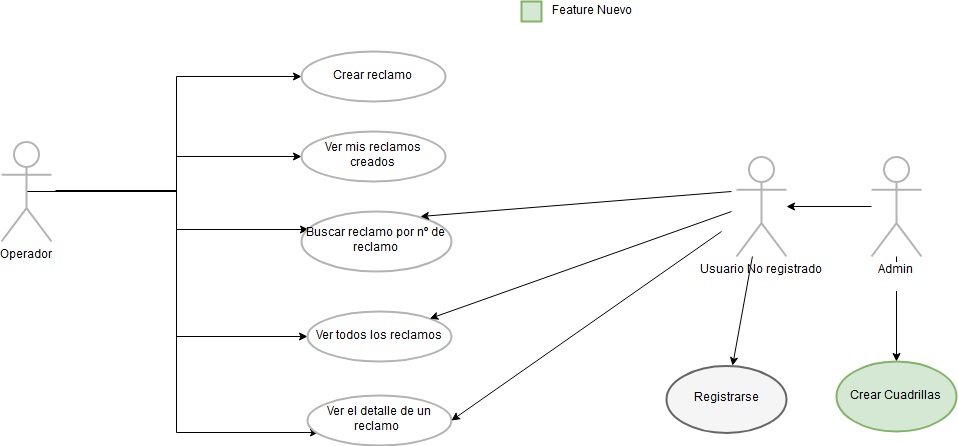 Feature Nuevo
Crear reclamo
Ver mis reclamos
creados
Buscar reclamo por nº de
reclamo
Operador
Usuario No registrado
Admin
Ver todos los reclamos
Registrarse
Crear Cuadrillas
Ver el detalle de un
reclamo